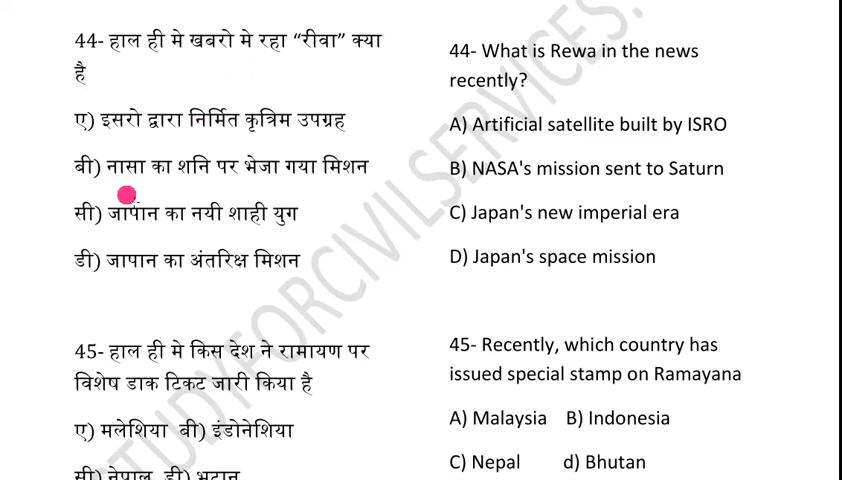 44- हाल ही मे खबरो मे रहा “रीवा” क्या
है
ए) इसरो द्वारा निर्मित कृत्रिम उपग्रह
बी) नासा का शनि पर भेजा गया मिशन
सी) जापान का नयी शाही युग
डी) जापान का अंतरिक्ष मिशन
45- हाल ही मे किस देश ने रामायण पर
विशेष डाक टिकट जारी किया है
ए) मलेशिया बी) इंडोनेशिया
सी) नेपाल डी) भूटान
44- What is Rewa in the news
recently?
A) Artificial satellite built by ISRO
B) NASA's mission sent to Saturn
C) Japan's new imperial era
D) Japan's space mission
45- Recently, which country has
issued special stamp on Ramayana
A) Malaysia B) Indonesia
C) Nepal d) Bhutan
STUDYFORCIVILSERVICES.